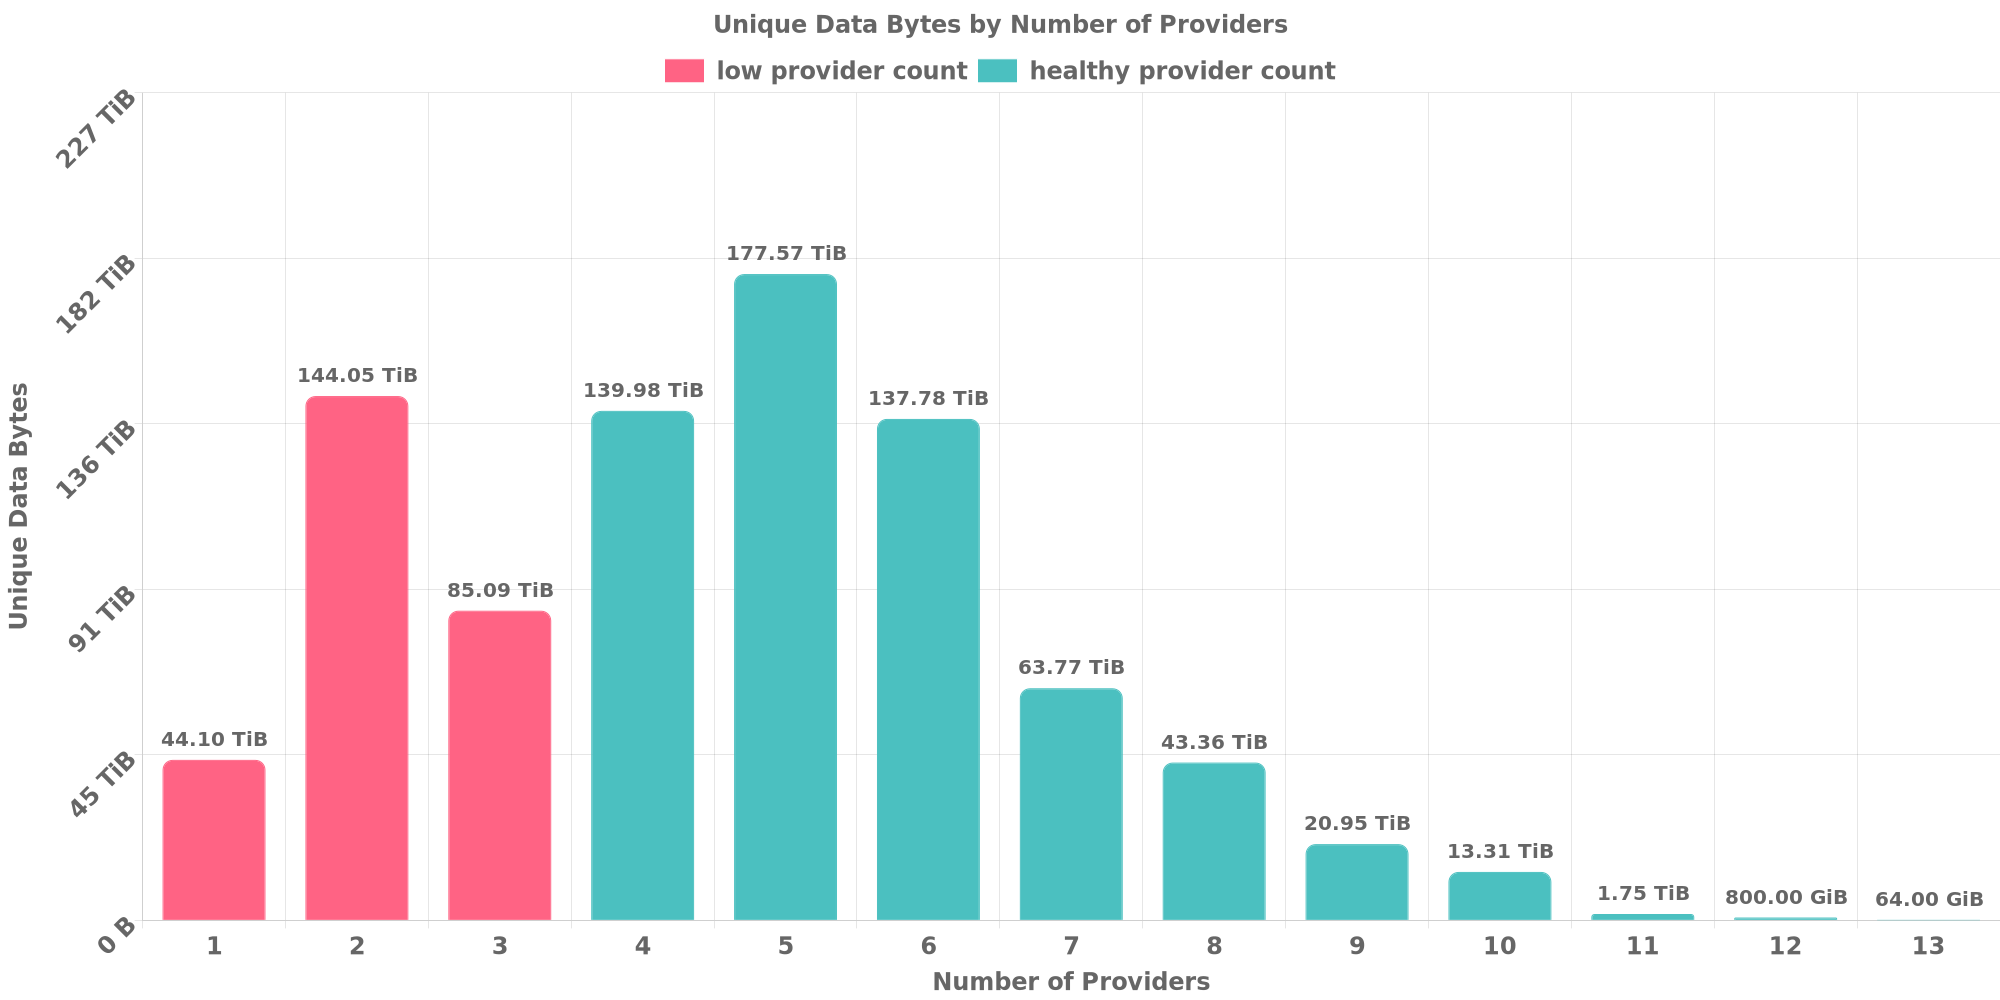 Unique Data Bytes by Number of Providers
low provider count healthy provider count
227 TiB
182 TiB
136 TiB
91 TiB
45 TiB
0 B
Unique Data Bytes
44.10 TiB
144.05 TiB
85.09 TiB
139.98 TiB
177.57 TiB
137.78 TiB
63.77 TiB
43.36 TiB
20.95 TiB
13.31 TiB
1.75 TiB
800.00 GiB
64.00 GiB
1 2 3 4 5 6 7 8 9 10 11 12 13
Number of Providers